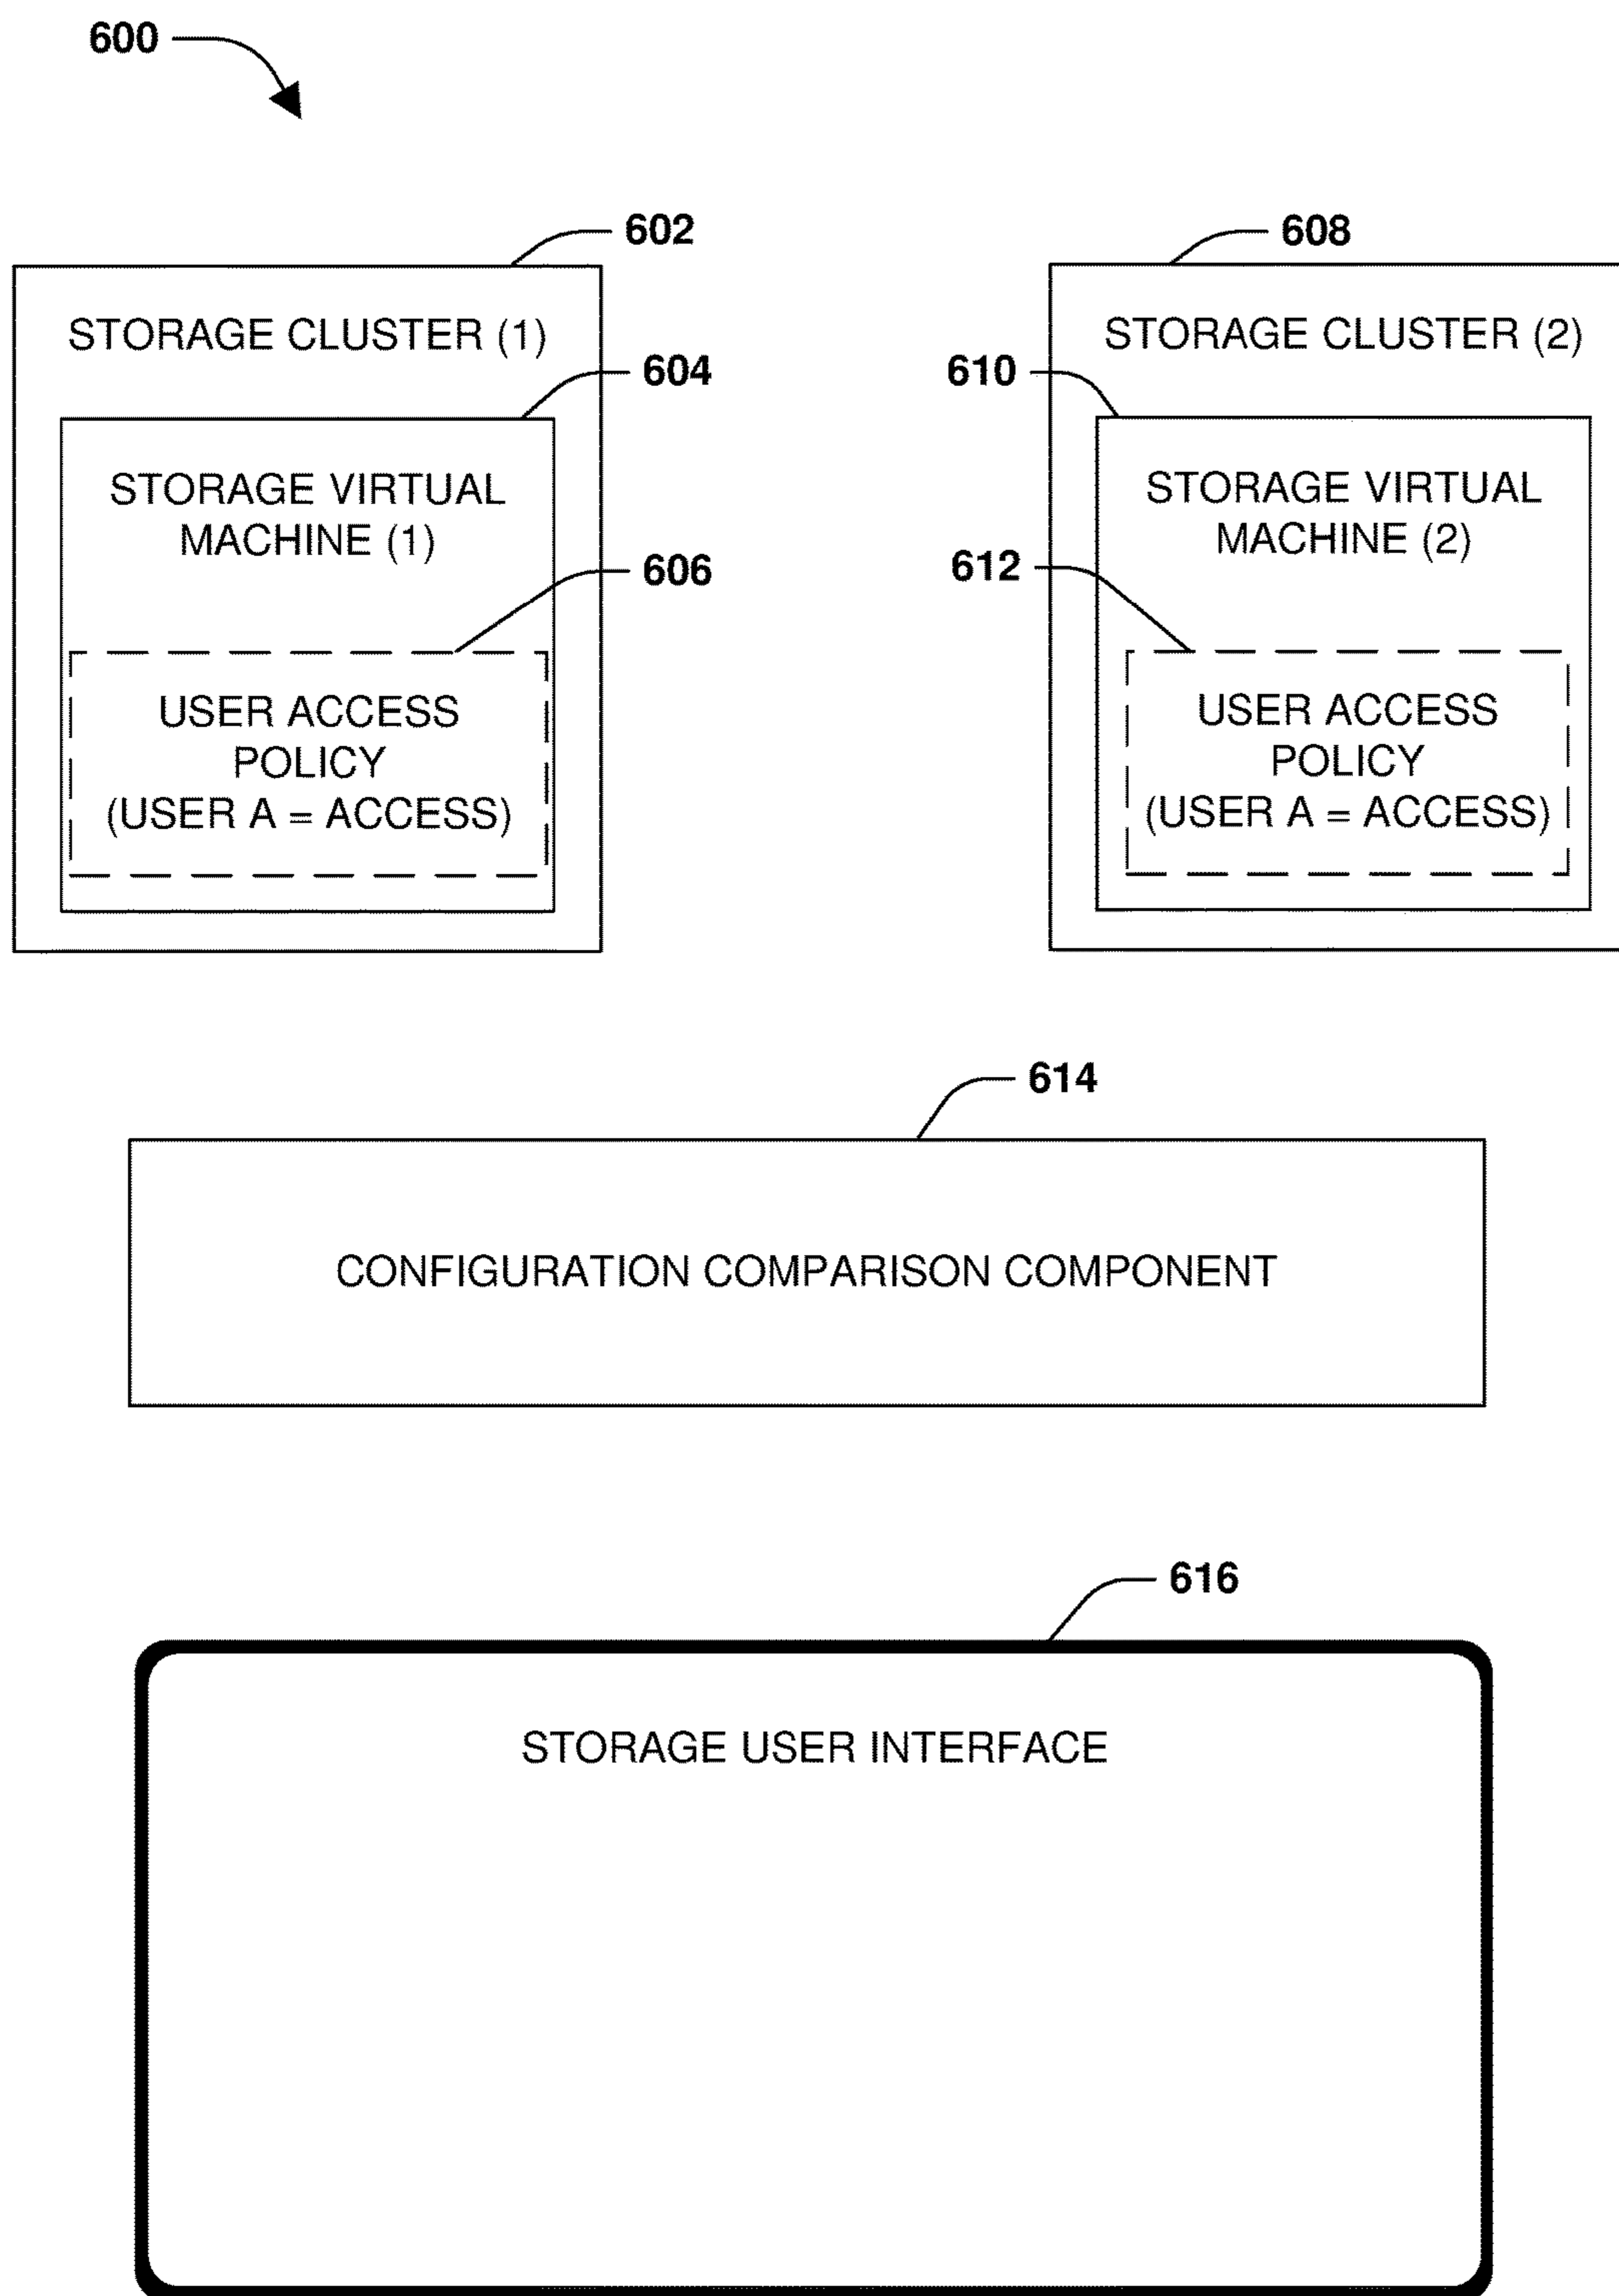 600
602
608
STORAGE CLUSTER (1)
STORAGE CLUSTER (2)
604
610
STORAGE VIRTUAL
MACHINE (1)
STORAGE VIRTUAL
MACHINE (2)
606
612
USER ACCESS
POLICY
(USER A = ACCESS)
USER ACCESS
POLICY
(USER A = ACCESS)
614
CONFIGURATION COMPARISON COMPONENT
616
STORAGE USER INTERFACE